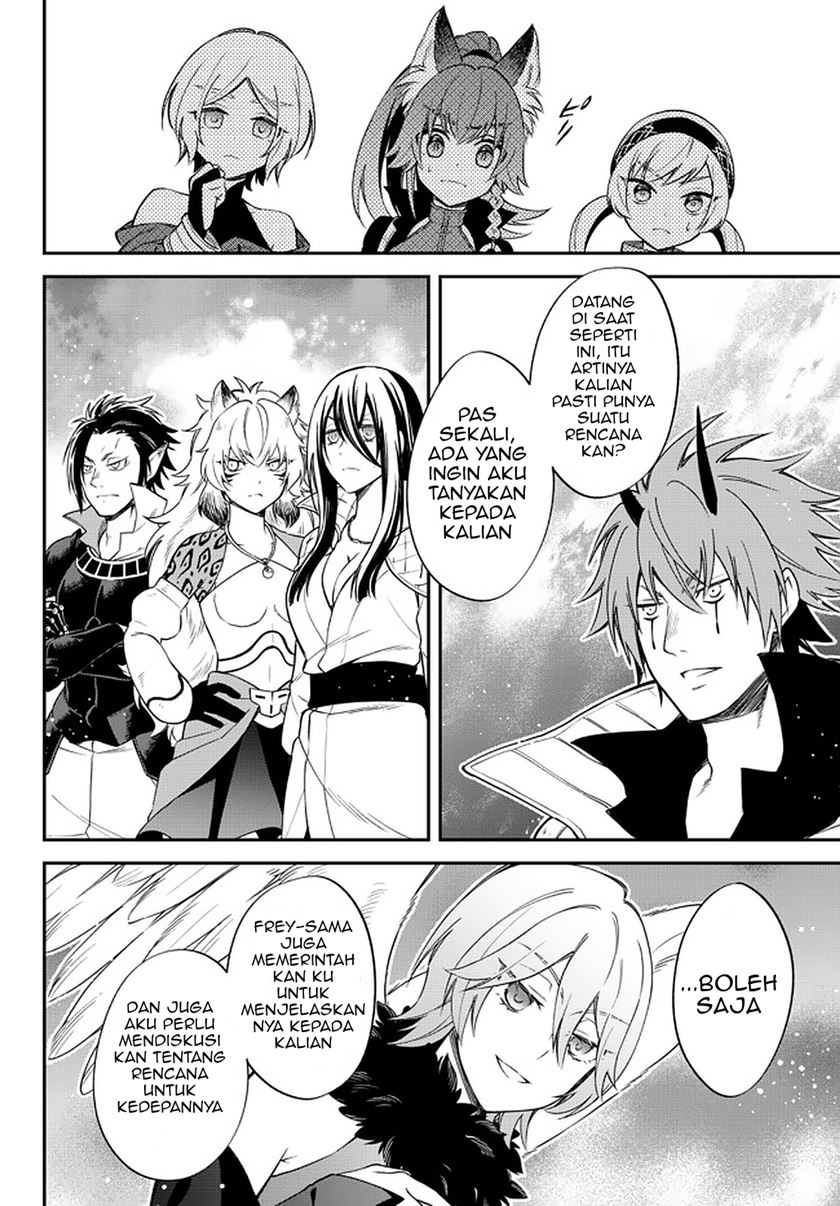 ピピ
DATANG
DI SAAT
SEPERTI
INI, ITU
ARTINYA
KALIAN
PASTI PUNYA
SUATU
RENCANA
KAN?
PAS
SEKALI,
ADA YANG
INGIN AKU
TANYAKAN
KEPADA
KALIAN
...BOLEH
SAJA
FREY-SAMA
JUGA
MEMERINTAH
KAN KU
UNTUK
MENJELASKAN
NYA KEPADA
KALIAN
DAN JUGA
AKU PERLU
MENDISKUSI
KAN TENTANG
RENCANA
UNTUK
KEDEPANNYA